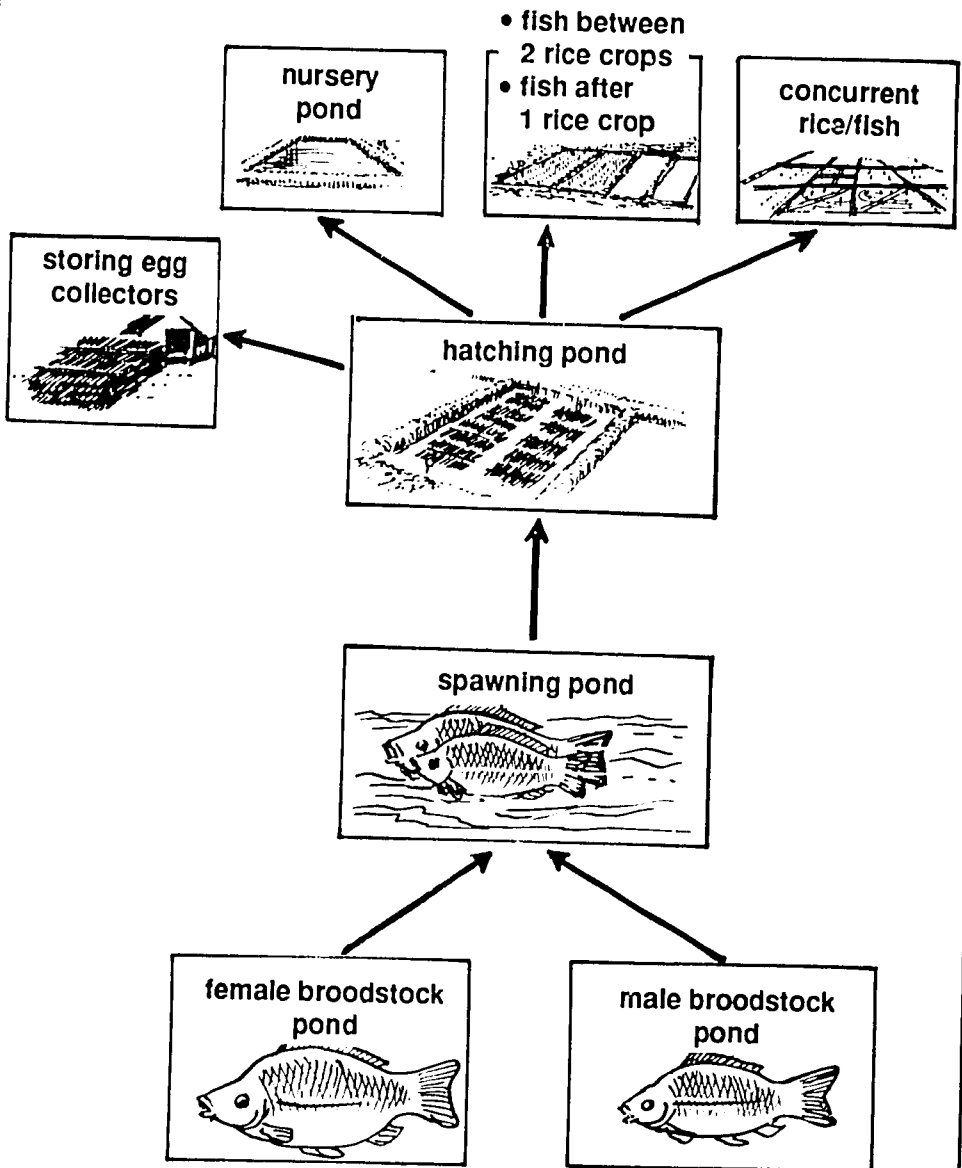 • fish between
2 rice crops
• fish after
1 rice crop
nursery
pond
concurrent
rice/fish
storing egg
collectors
hatching pond
spawning pond
female broodstock
pond
male broodstock
pond